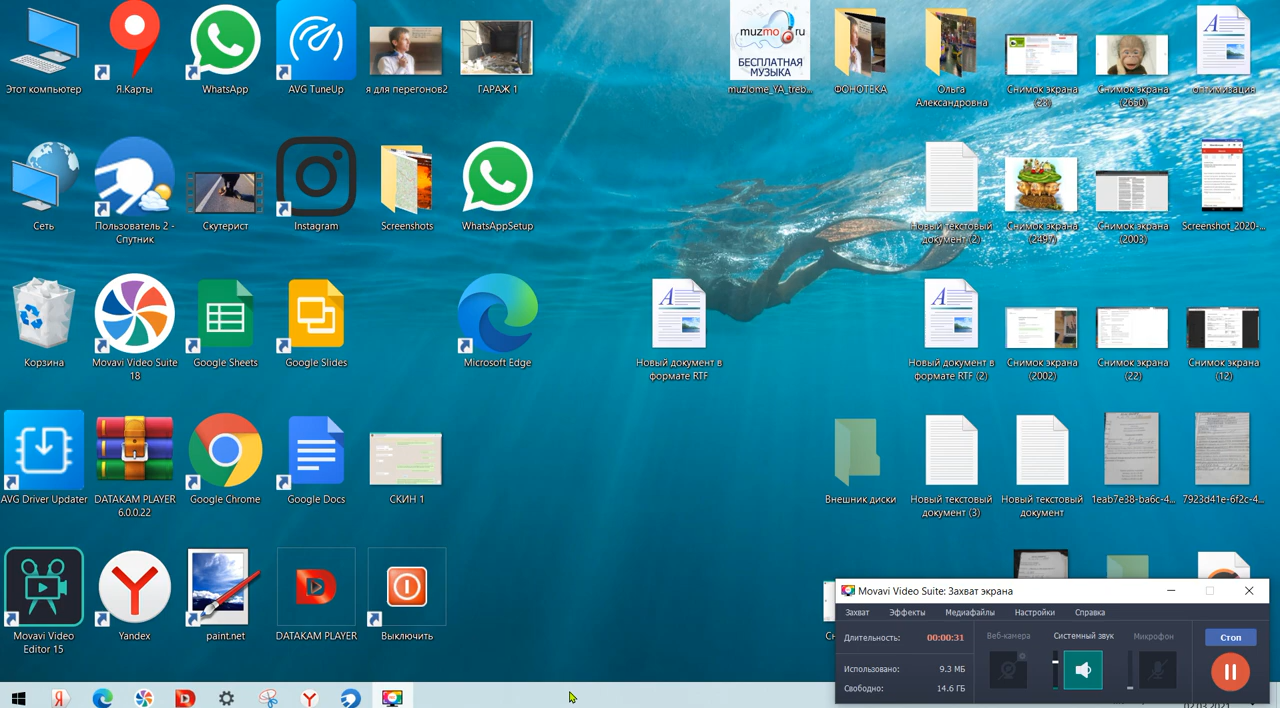 Этот компьютер
Я.Карты
WhatsApp
AVG TuneUp
я для перегонов2
ГАРАЖ 1
muzmo.ru
БЕСПЛАТНАЯ
МУЗЫКА
muzlome_YA_treb...
ФОНОТЕКА
Ольга
Александровна
Снимок экрана
(28)
Снимок экрана
(2650)
оптимизация
Сеть
Пользователь 2 -
Спутник
Скутерист
Instagram
Screenshots
WhatsAppSetup
Новый текстовый
документ (2)
Снимок экрана
(2497)
Снимок экрана
(2003)
Screenshot_2020-...
Корзина
Movavi Video Suite
18
Google Sheets
Google Slides
Microsoft Edge
Новый документ в
формате RTF
Новый документ в
формате RTF (2)
Снимок экрана
(2002)
Снимок экрана
(22)
Снимок экрана
(12)
AVG Driver Updater
DATAKAM PLAYER
6.0.0.22
Google Chrome
Google Docs
СКИН 1
Внешник диски
Новый текстовый
документ (3)
Новый текстовый
документ
1eab7e38-ba6c-4...
7923d41e-6f2c-4...
Movavi Video
Editor 15
Yandex
paint.net
DATAKAM PLAYER
Выключить
Movavi Video Suite: Захват экрана
Захват Эффекты Медиафайлы Настройки Справка
Длительность: 00:00:31
Веб-камера Системный звук Микрофон
Стоп
Использовано: 9.3 МБ
Свободно: 14.6 ГБ
02.03.2021